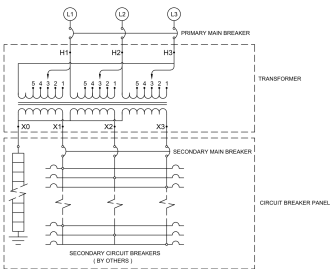 L1 L2 L3
PRIMARY MAIN BREAKER
H1 H2 H3
5 4 3 2 1 5 4 3 2 1 5 4 3 2 1
TRANSFORMER
X0 X1 X2 X3
SECONDARY MAIN BREAKER
CIRCUIT BREAKER PANEL
SECONDARY CIRCUIT BREAKERS
( BY OTHERS )